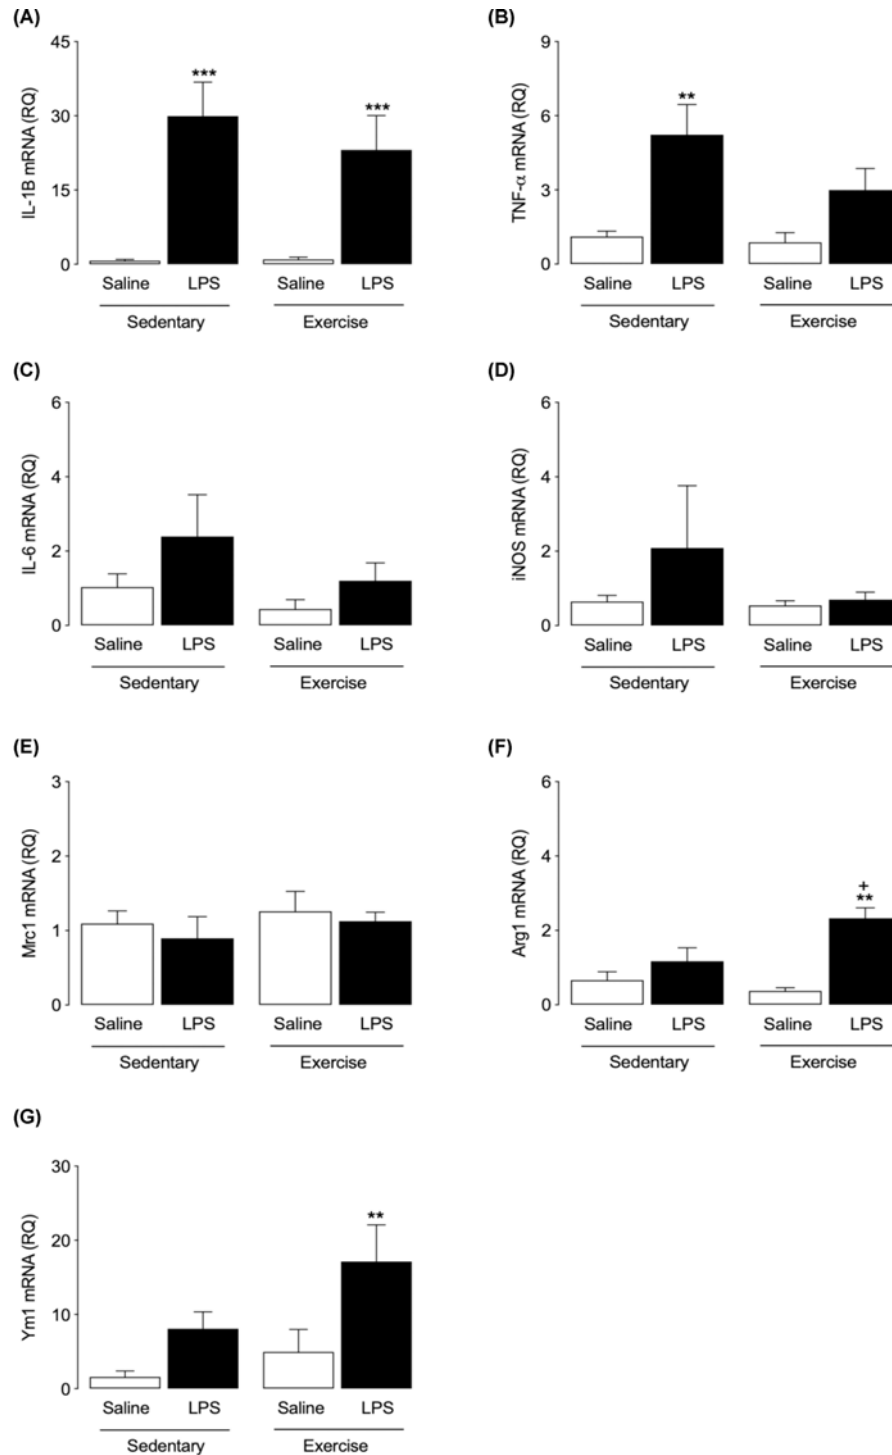 (A)
IL-1B mRNA (RQ)
45
30
15
0
***
***
Saline LPS Saline LPS
Sedentary Exercise
(B)
TNF-α mRNA (RQ)
9
6
3
0
**
Saline LPS Saline LPS
Sedentary Exercise
(C)
IL-6 mRNA (RQ)
6
4
2
0
Saline LPS Saline LPS
Sedentary Exercise
(D)
iNOS mRNA (RQ)
6
4
2
0
Saline LPS Saline LPS
Sedentary Exercise
(E)
Mrc1 mRNA (RQ)
3
2
1
0
Saline LPS Saline LPS
Sedentary Exercise
(F)
Arg1 mRNA (RQ)
6
4
2
0
+
**
Saline LPS Saline LPS
Sedentary Exercise
(G)
Ym1 mRNA (RQ)
30
20
10
0
**
Saline LPS Saline LPS
Sedentary Exercise